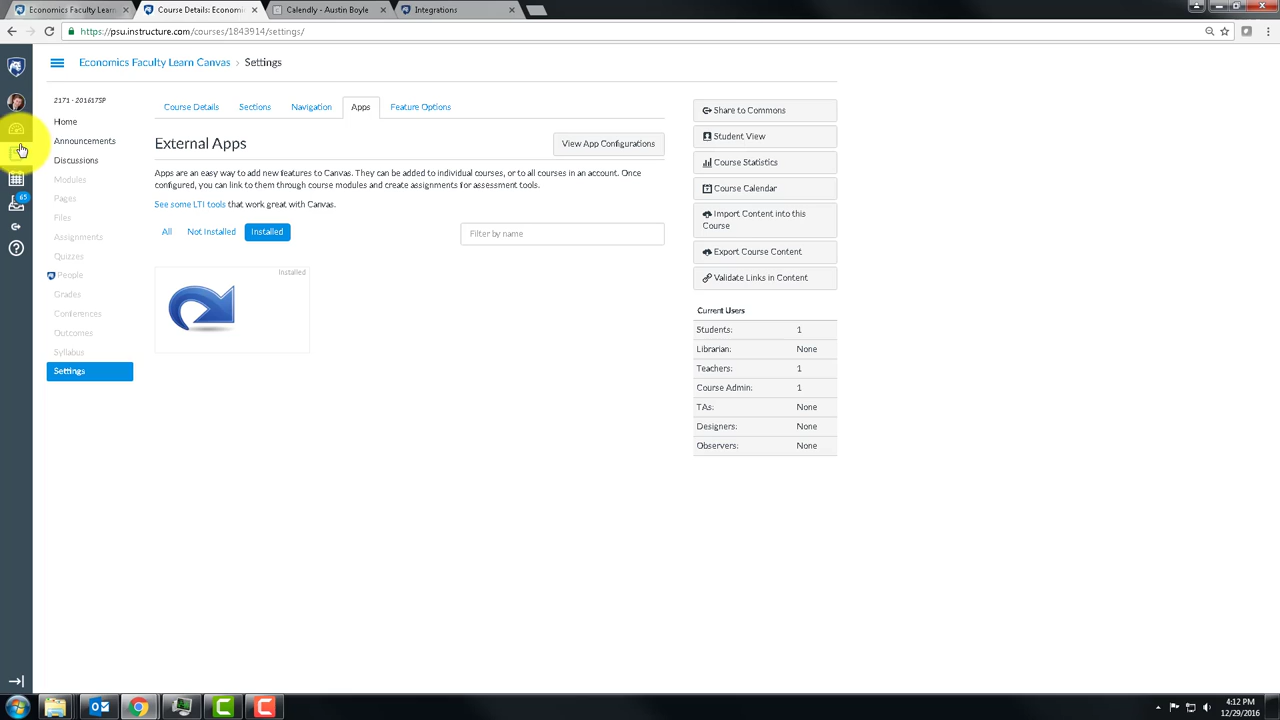 Economics Faculty Learn C
Course Details: Econom
Calendly - Austin Boyle
Integrations
https://psu.instructure.com/courses/1843914/settings/
Economics Faculty Learn Canvas › Settings
2171 - 201617SP
Home
Announcements
Discussions
Modules
Pages
Files
Assignments
Quizzes
People
Grades
Conferences
Outcomes
Syllabus
Settings
65
Course Details
Sections
Navigation
Apps
Feature Options
External Apps
View App Configurations
Apps are an easy way to add new features to Canvas. They can be added to individual courses, or to all courses in an account. Once
configured, you can link to them through course modules and create assignments for assessment tools.
See some LTI tools that work great with Canvas.
All
Not Installed
Installed
Filter by name
Installed
Share to Commons
Student View
Course Statistics
Course Calendar
Import Content into this
Course
Export Course Content
Validate Links in Content
Current Users
Students: 1
Librarian: None
Teachers: 1
Course Admin: 1
TAs: None
Designers: None
Observers: None
4:12 PM
12/29/2016